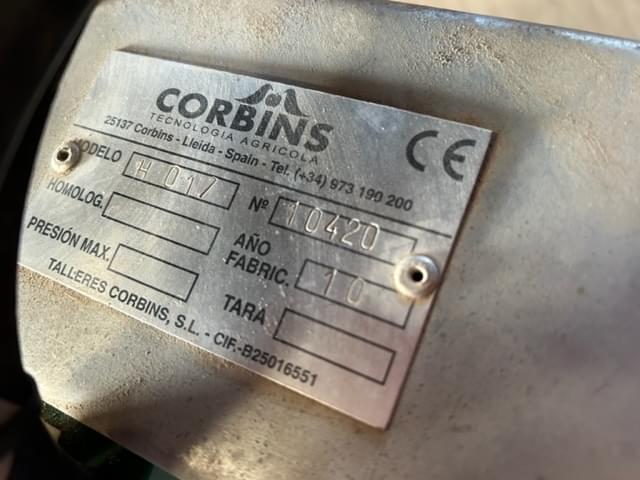 CORBINS
TECNOLOGIA AGRICOLA
25137 Corbins - Lleida - Spain - Tel. (+34) 973 190 200
CE
MODELO H 017 Nº 10420
HOMOLOG. AÑO FABRIC. 10
PRESIÓN MAX. TARA
TALLERES CORBINS, S.L. - CIF.-B25016551